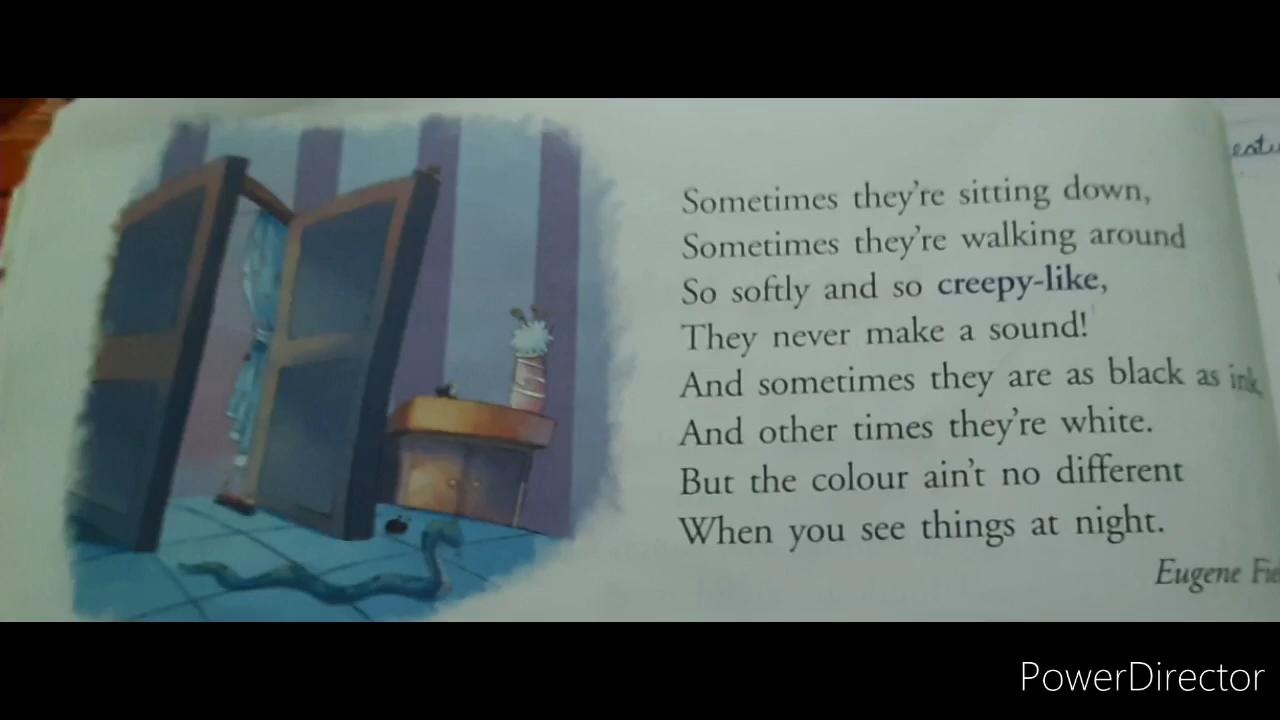 Sometimes they're sitting down,
Sometimes they're walking around
So softly and so creepy-like,
They never make a sound!
And sometimes they are as black as ink,
And other times they're white.
But the colour ain't no different
When you see things at night.
Eugene
PowerDirector